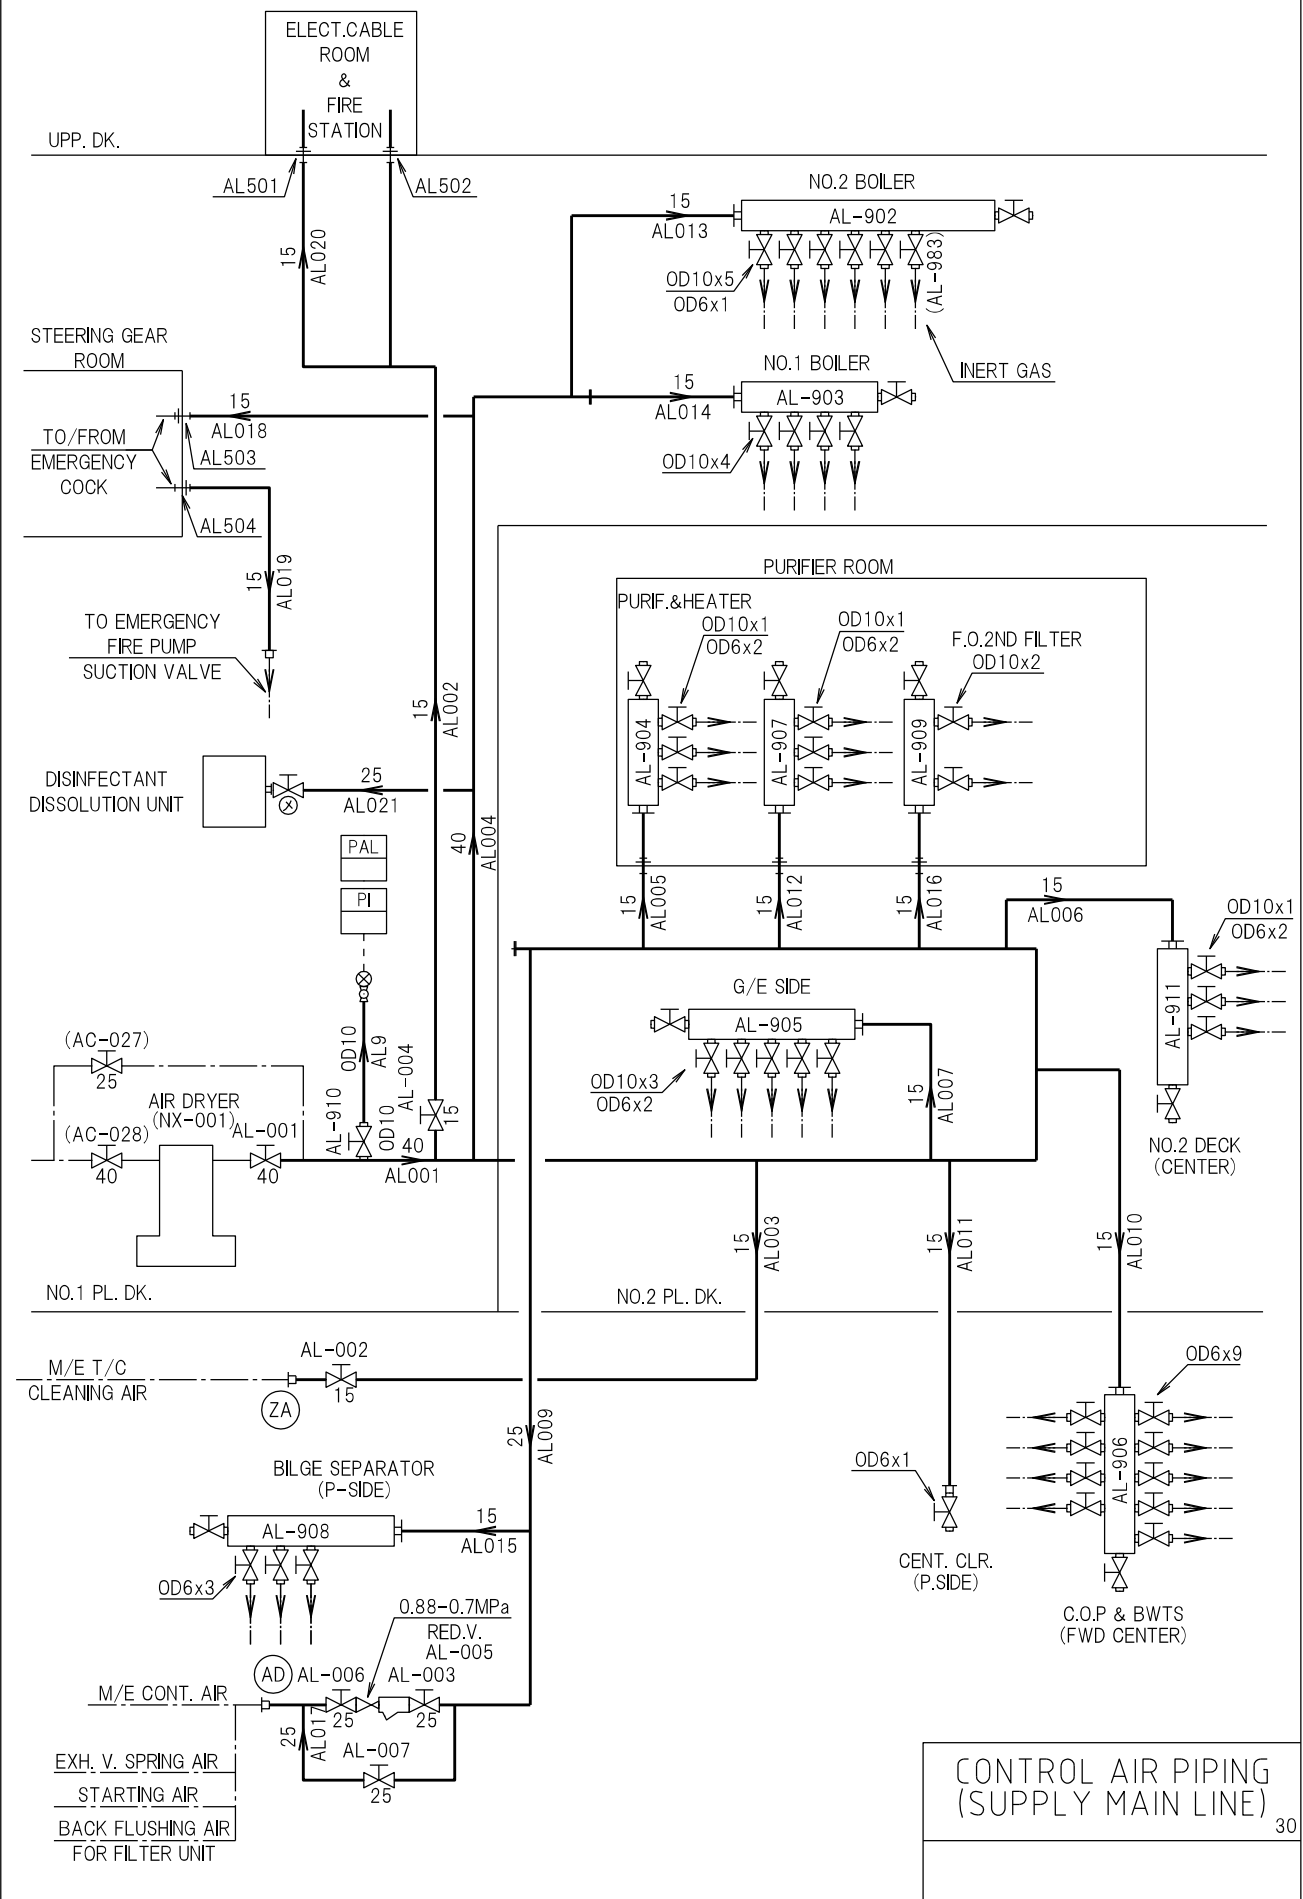 ELECT.CABLE
ROOM
&
FIRE
STATION
UPP. DK.
AL501
AL502
15
AL020
NO.2 BOILER
15
AL013
AL-902
(AL-983)
OD10x5
OD6x1
INERT GAS
STEERING GEAR
ROOM
NO.1 BOILER
15
AL014
AL-903
OD10x4
15
AL018
TO/FROM
EMERGENCY
COCK
AL503
AL504
15
AL019
TO EMERGENCY
FIRE PUMP
SUCTION VALVE
PURIFIER ROOM
PURIF.&HEATER
OD10x1
OD6x2
OD10x1
OD6x2
F.O.2ND FILTER
OD10x2
AL-904
AL-907
AL-909
15
AL002
DISINFECTANT
DISSOLUTION UNIT
25
AL021
40
AL004
PAL
PI
15
AL005
15
AL012
15
AL016
15
AL006
OD10x1
OD6x2
AL-911
NO.2 DECK
(CENTER)
G/E SIDE
AL-905
OD10x3
OD6x2
15
AL007
(AC-027)
25
AIR DRYER
(NX-001)
AL-001
(AC-028)
40
40
OD10
AL9
AL-910
OD10
AL-004
15
40
AL001
15
AL003
15
AL011
15
AL010
NO.1 PL. DK.
NO.2 PL. DK.
M/E T/C
CLEANING AIR
AL-002
15
ZA
25
AL009
OD6x9
AL-906
C.O.P & BWTS
(FWD CENTER)
OD6x1
CENT. CLR.
(P.SIDE)
BILGE SEPARATOR
(P-SIDE)
AL-908
15
AL015
OD6x3
0.88-0.7MPa
RED.V.
AL-005
AD
AL-006
AL-003
M/E CONT. AIR
25
25
25
AL017
AL-007
25
EXH. V. SPRING AIR
STARTING AIR
BACK FLUSHING AIR
FOR FILTER UNIT
CONTROL AIR PIPING
(SUPPLY MAIN LINE)
30